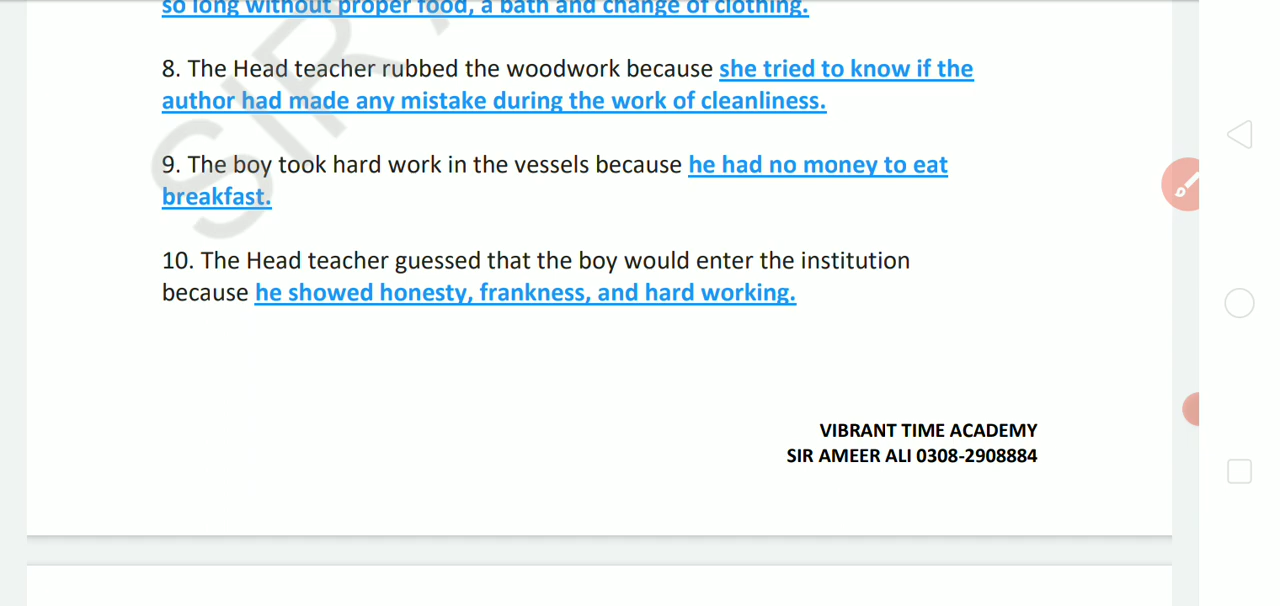 so long without proper food, a bath and change of clothing.
8. The Head teacher rubbed the woodwork because she tried to know if the
author had made any mistake during the work of cleanliness.
9. The boy took hard work in the vessels because he had no money to eat
breakfast.
10. The Head teacher guessed that the boy would enter the institution
because he showed honesty, frankness, and hard working.
VIBRANT TIME ACADEMY
SIR AMEER ALI 0308-2908884
SIR